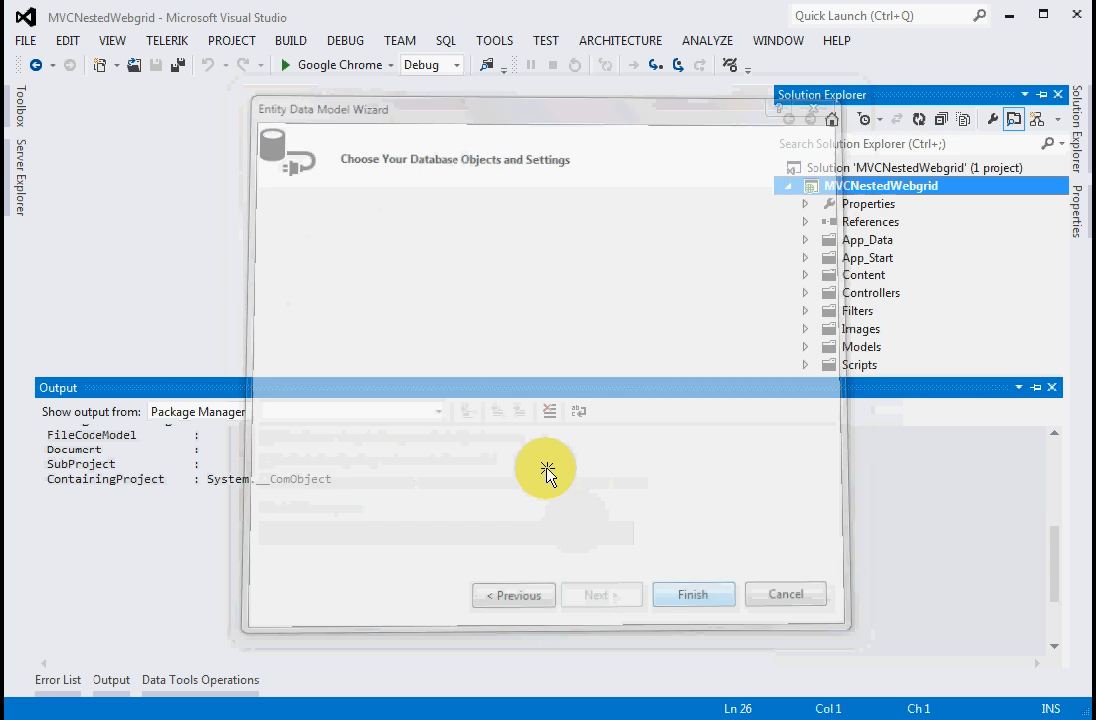 MVCNestedWebgrid - Microsoft Visual Studio
Quick Launch (Ctrl+Q)
FILE EDIT VIEW TELERIK PROJECT BUILD DEBUG TEAM SQL TOOLS TEST ARCHITECTURE ANALYZE WINDOW HELP
Google Chrome Debug
Toolbox
Server Explorer
Entity Data Model Wizard
Choose Your Database Objects and Settings
Solution Explorer
Search Solution Explorer (Ctrl+;)
Solution 'MVCNestedWebgrid' (1 project)
MVCNestedWebgrid
Properties
References
App_Data
App_Start
Content
Controllers
Filters
Images
Models
Scripts
Solution Explorer
Properties
Output
Show output from: Package Manager
FileCodeModel :
Document :
SubProject :
ContainingProject : System.__ComObject
< Previous Next > Finish Cancel
Error List Output Data Tools Operations
Ln 26 Col 1 Ch 1 INS